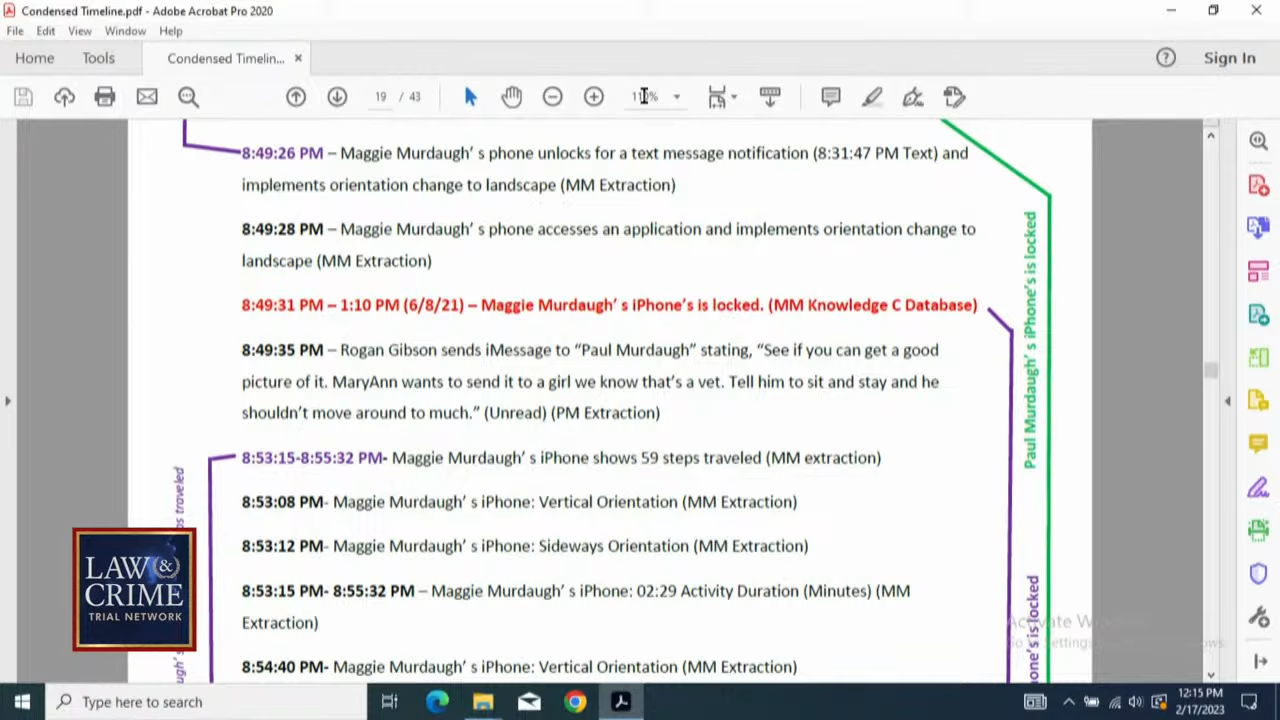 Condensed Timeline.pdf - Adobe Acrobat Pro 2020
File Edit View Window Help
Home Tools Condensed Timelin... × Sign In
19 / 43
8:49:26 PM – Maggie Murdaugh' s phone unlocks for a text message notification (8:31:47 PM Text) and
implements orientation change to landscape (MM Extraction)
8:49:28 PM – Maggie Murdaugh' s phone accesses an application and implements orientation change to
landscape (MM Extraction)
8:49:31 PM – 1:10 PM (6/8/21) – Maggie Murdaugh' s iPhone's is locked. (MM Knowledge C Database)
8:49:35 PM – Rogan Gibson sends iMessage to “Paul Murdaugh” stating, “See if you can get a good
picture of it. MaryAnn wants to send it to a girl we know that's a vet. Tell him to sit and stay and he
shouldn't move around to much.” (Unread) (PM Extraction)
8:53:15-8:55:32 PM- Maggie Murdaugh' s iPhone shows 59 steps traveled (MM extraction)
8:53:08 PM- Maggie Murdaugh' s iPhone: Vertical Orientation (MM Extraction)
8:53:12 PM- Maggie Murdaugh' s iPhone: Sideways Orientation (MM Extraction)
8:53:15 PM- 8:55:32 PM – Maggie Murdaugh' s iPhone: 02:29 Activity Duration (Minutes) (MM
Extraction)
8:54:40 PM- Maggie Murdaugh' s iPhone: Vertical Orientation (MM Extraction)
Paul Murdaugh' s iPhone's is locked
one's is locked
traveled
LAW &
CRIME
TRIAL NETWORK
Type here to search
12:15 PM
2/17/2023